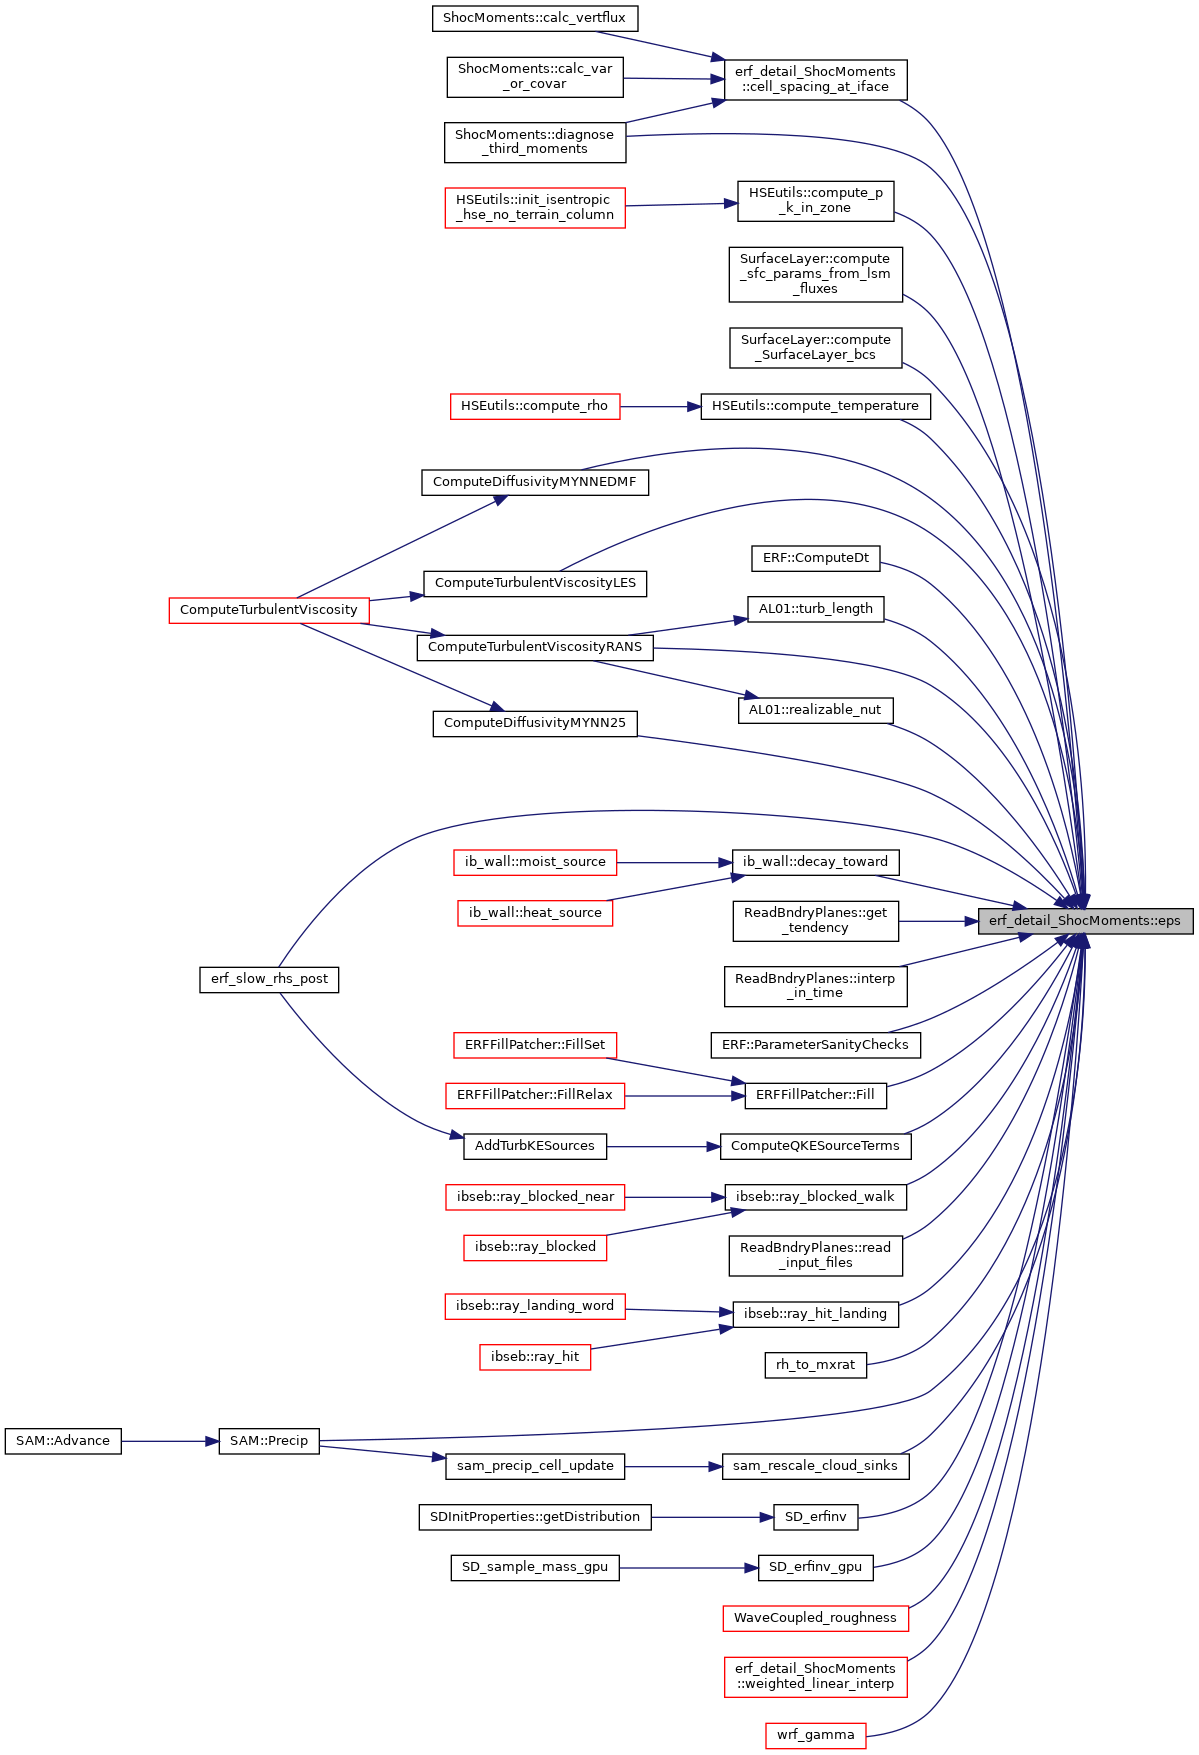 ShocMoments::calc_vertflux
ShocMoments::calc_var
_or_covar
erf_detail_ShocMoments
::cell_spacing_at_iface
ShocMoments::diagnose
_third_moments
HSEutils::init_isentropic
_hse_no_terrain_column
HSEutils::compute_p
_k_in_zone
SurfaceLayer::compute
_sfc_params_from_lsm
_fluxes
SurfaceLayer::compute
_SurfaceLayer_bcs
HSEutils::compute_rho
HSEutils::compute_temperature
ComputeDiffusivityMYNNEDMF
ERF::ComputeDt
ComputeTurbulentViscosityLES
ComputeTurbulentViscosity
AL01::turb_length
ComputeTurbulentViscosityRANS
AL01::realizable_nut
ComputeDiffusivityMYNN25
ib_wall::moist_source
ib_wall::decay_toward
ib_wall::heat_source
ReadBndryPlanes::get
_tendency
erf_detail_ShocMoments::eps
erf_slow_rhs_post
ReadBndryPlanes::interp
_in_time
ERFFillPatcher::FillSet
ERF::ParameterSanityChecks
ERFFillPatcher::FillRelax
ERFFillPatcher::Fill
AddTurbKESources
ComputeQKESourceTerms
ibseb::ray_blocked_near
ibseb::ray_blocked_walk
ibseb::ray_blocked
ReadBndryPlanes::read
_input_files
ibseb::ray_landing_word
ibseb::ray_hit_landing
ibseb::ray_hit
rh_to_mxrat
SAM::Advance
SAM::Precip
sam_precip_cell_update
sam_rescale_cloud_sinks
SDInitProperties::getDistribution
SD_erfinv
SD_sample_mass_gpu
SD_erfinv_gpu
WaveCoupled_roughness
erf_detail_ShocMoments
::weighted_linear_interp
wrf_gamma